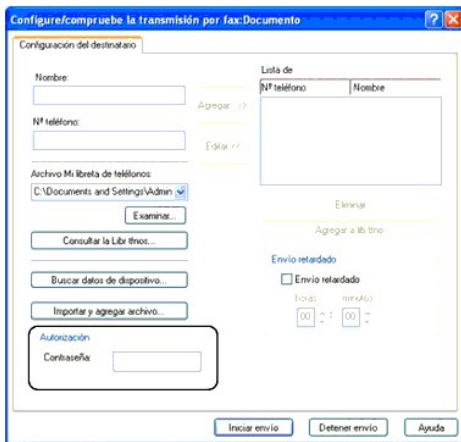 Configure/compruebe la transmisión por fax:Documento
Configuración del destinatario
Nombre:
Nº teléfono:
Archivo Mi libreta de teléfonos:
C:\Documents and Settings\Admin
Examinar...
Consultar la Libr tfnos...
Buscar datos de dispositivo...
Importar y agregar archivo...
Autorización
Contraseña:
Agregar >>
Editar <<
Lista de
Nº teléfono Nombre
Eliminar
Agregar a lib tfno
Envío retardado
Envío retardado
horas minutos
00 : 00
Iniciar envío Detener envío Ayuda